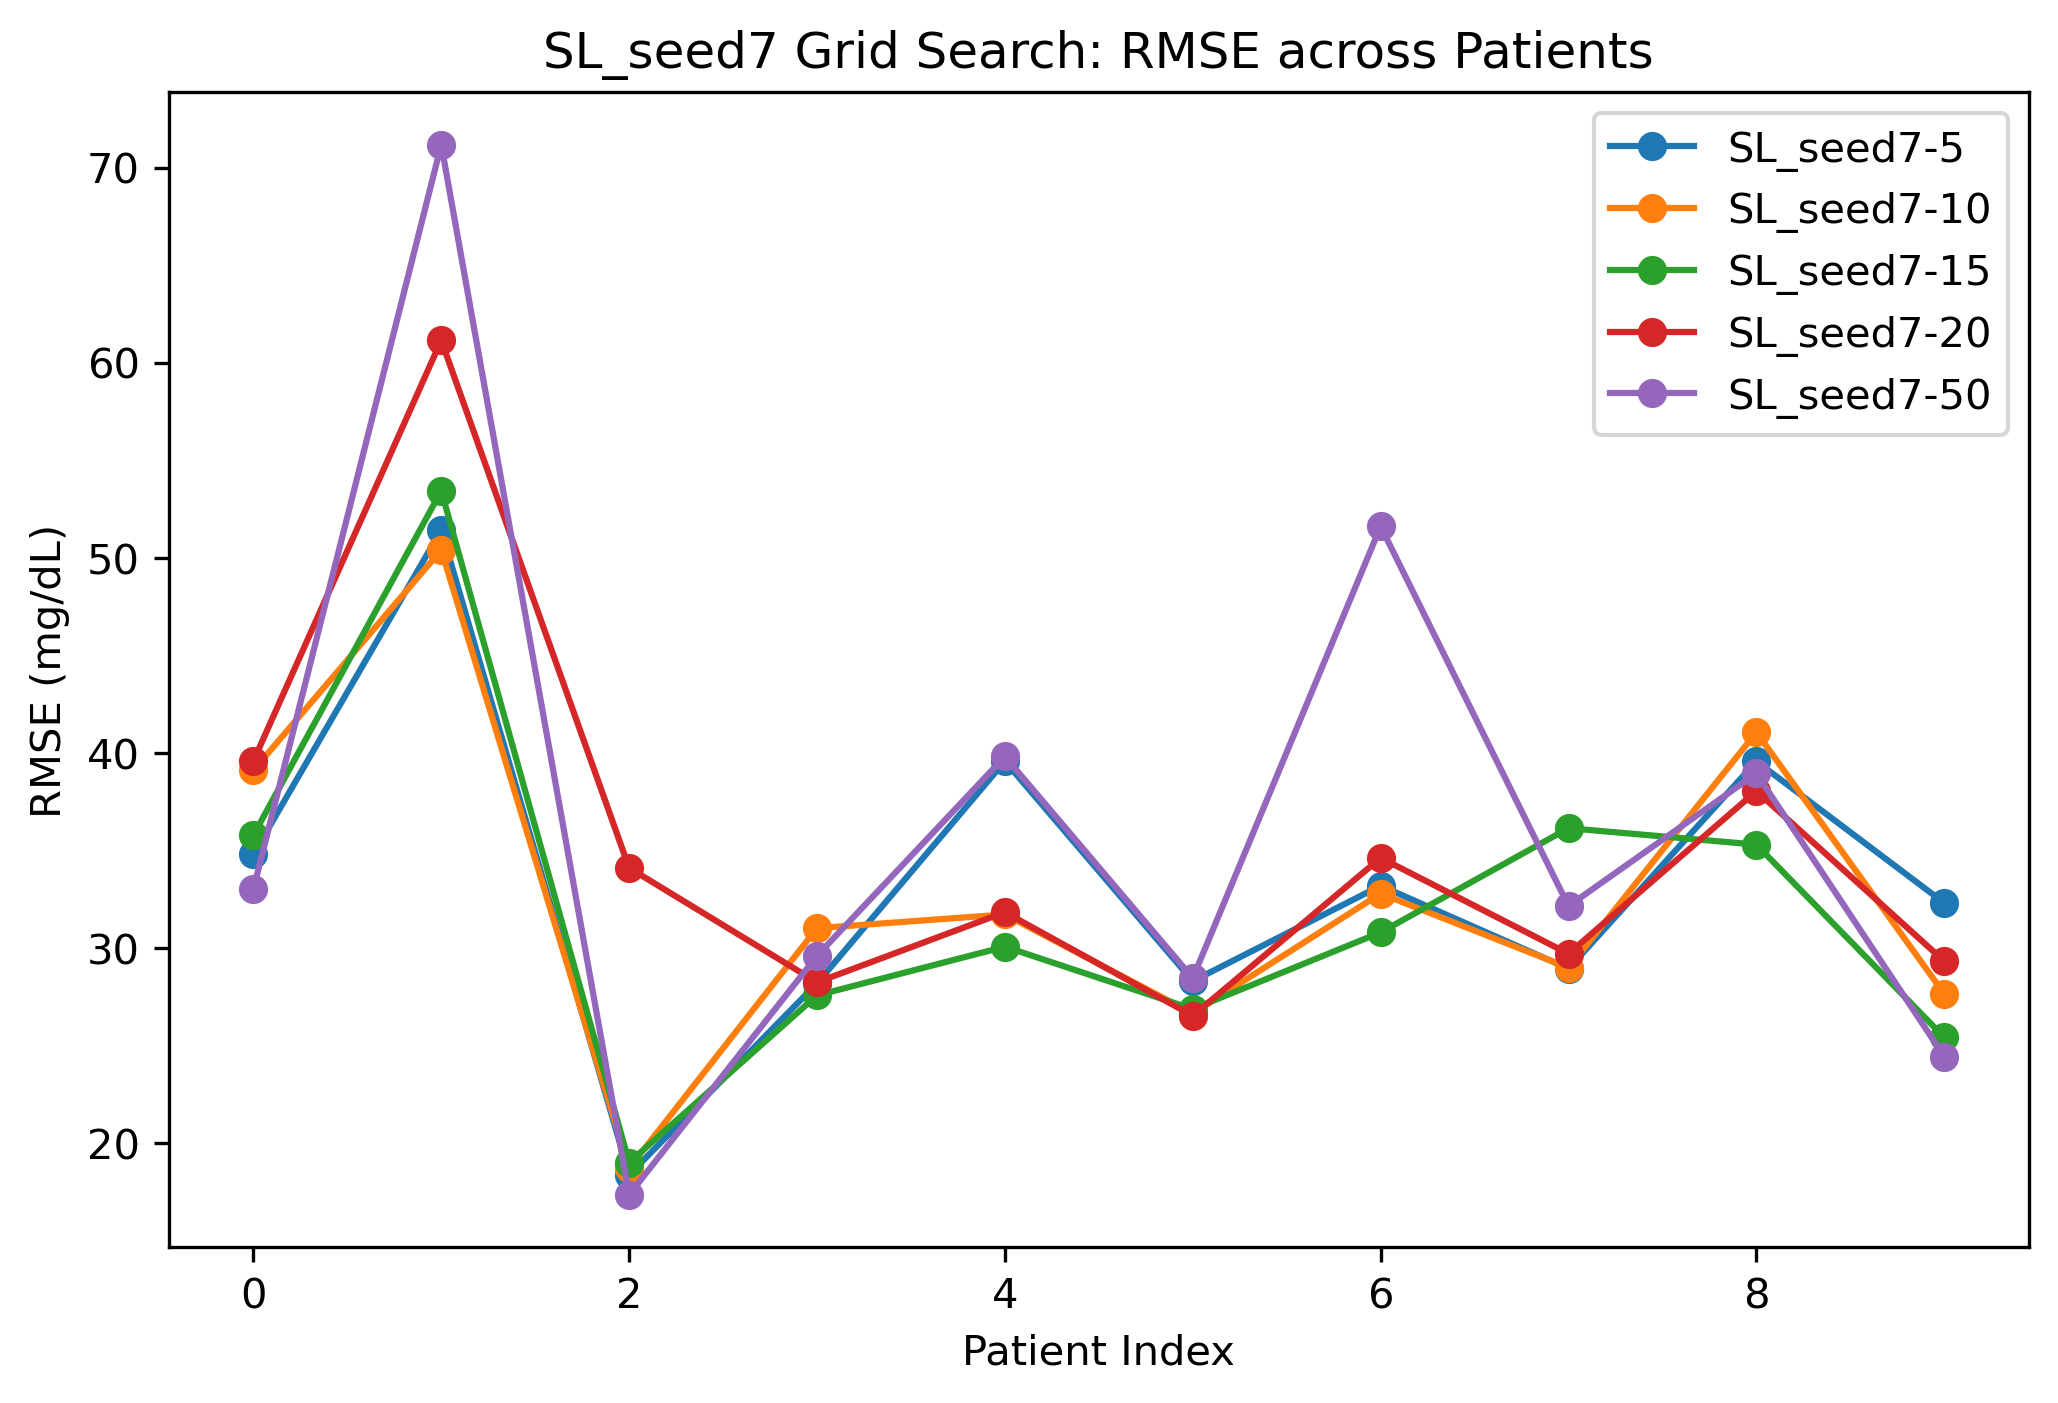 SL_seed7 Grid Search: RMSE across Patients
SL_seed7-5
SL_seed7-10
SL_seed7-15
SL_seed7-20
SL_seed7-50
RMSE (mg/dL)
70
60
50
40
30
20
0 2 4 6 8
Patient Index